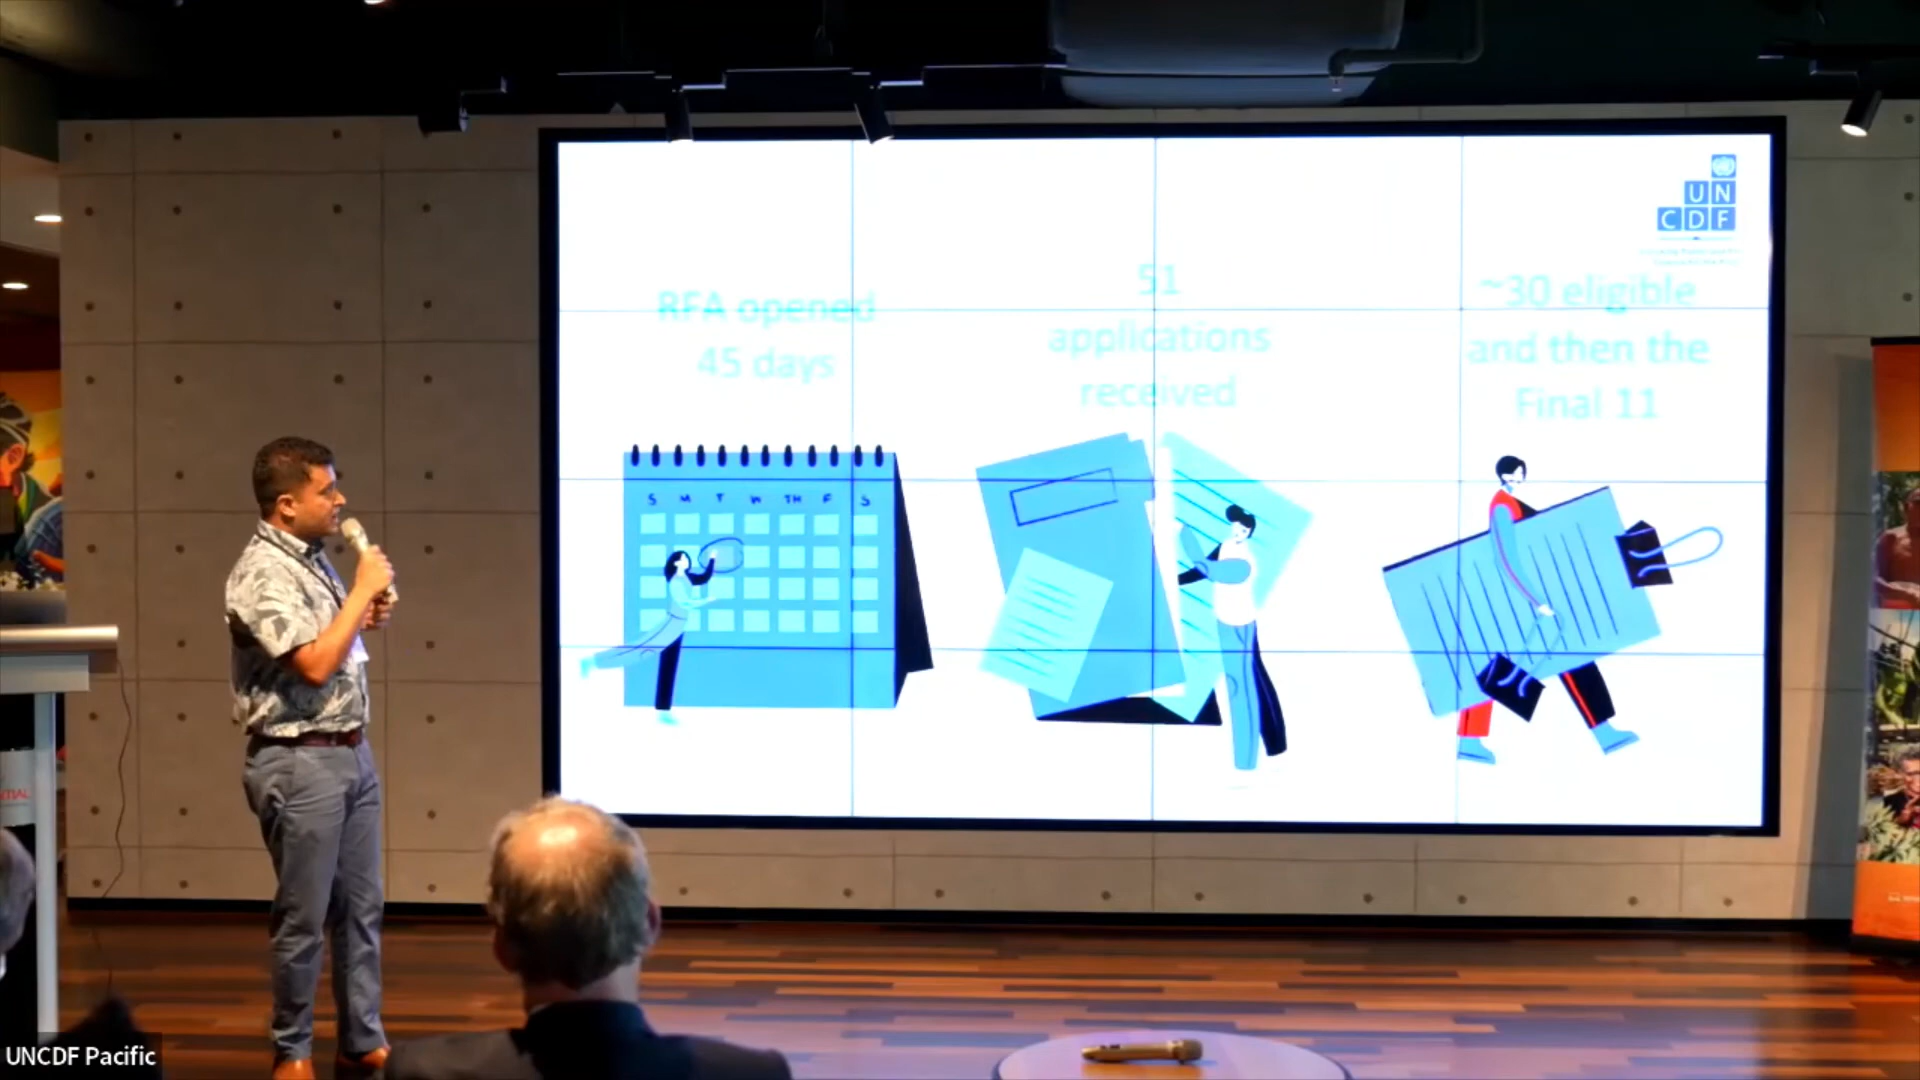 UN
CDF
RFA opened
45 days
51
applications
received
~30 eligible
and then the
Final 11
S M T W TH F S
UNCDF Pacific